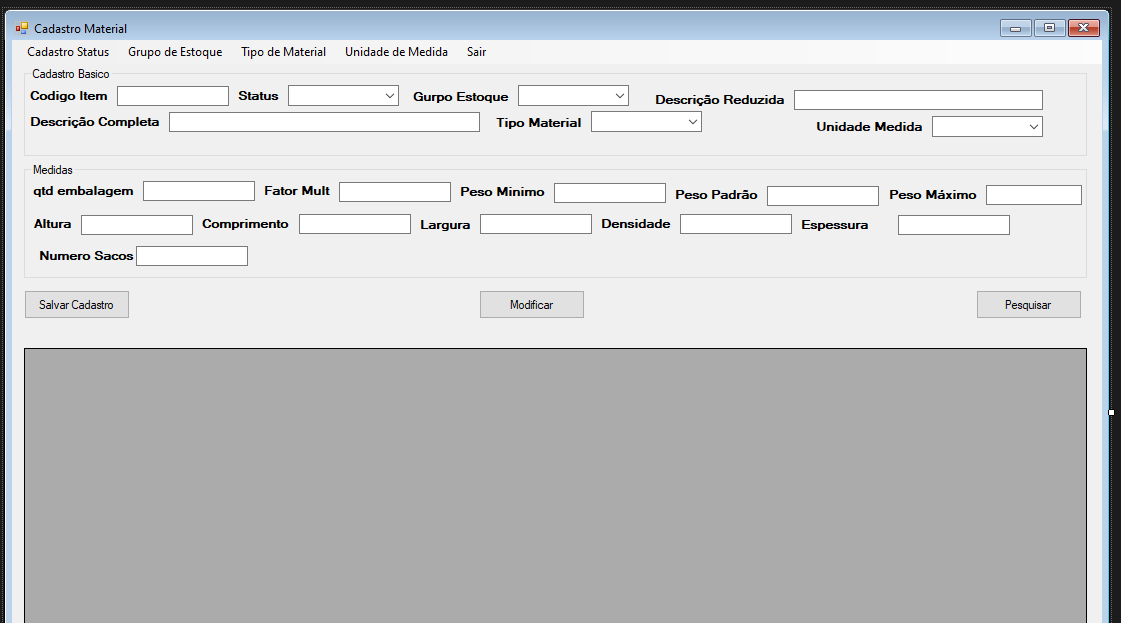 Cadastro Material
Cadastro Status Grupo de Estoque Tipo de Material Unidade de Medida Sair
Cadastro Basico
Codigo Item Status Gurpo Estoque Descrição Reduzida
Descrição Completa Tipo Material Unidade Medida
Medidas
qtd embalagem Fator Mult Peso Minimo Peso Padrão Peso Máximo
Altura Comprimento Largura Densidade Espessura
Numero Sacos
Salvar Cadastro Modificar Pesquisar